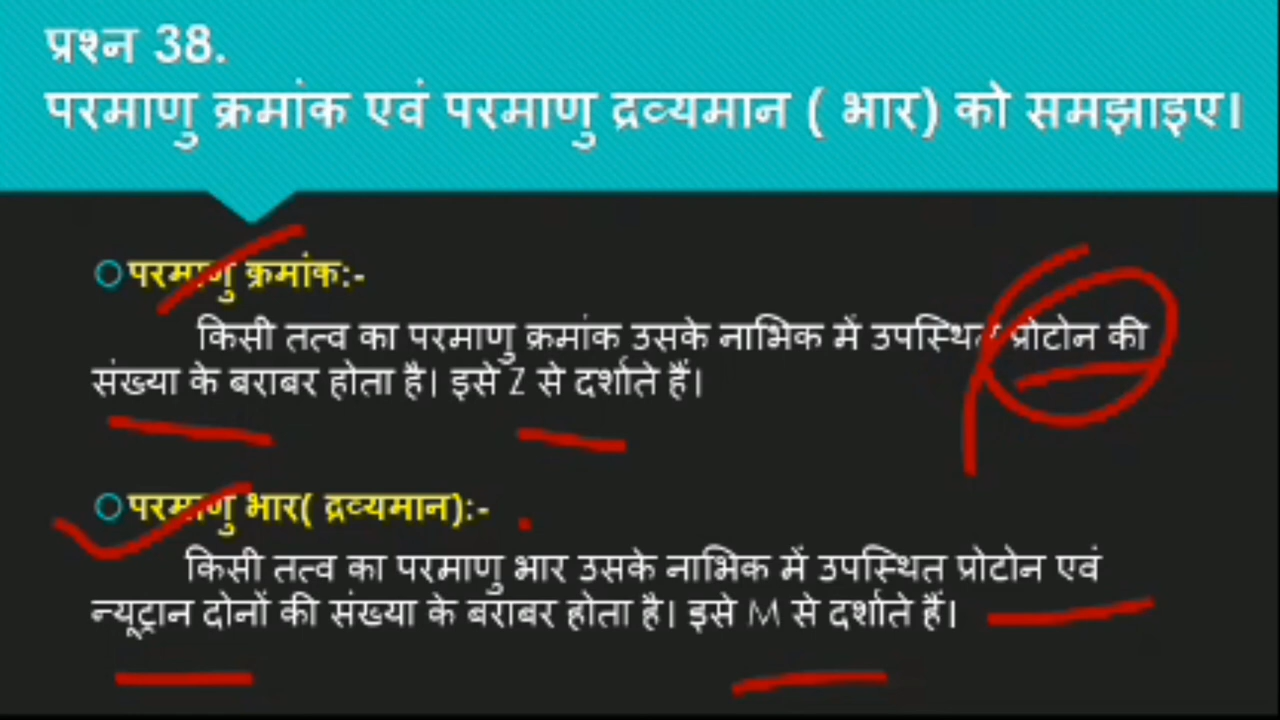 प्रश्न 38.
परमाणु क्रमांक एवं परमाणु द्रव्यमान ( भार) को समझाइए।
परमाणु क्रमांक:-
किसी तत्व का परमाणु क्रमांक उसके नाभिक में उपस्थित प्रोटोन की
संख्या के बराबर होता है। इसे Z से दर्शाते हैं।
परमाणु भार( द्रव्यमान):-
किसी तत्व का परमाणु भार उसके नाभिक में उपस्थित प्रोटोन एवं
न्यूट्रान दोनों की संख्या के बराबर होता है। इसे M से दर्शाते हैं।